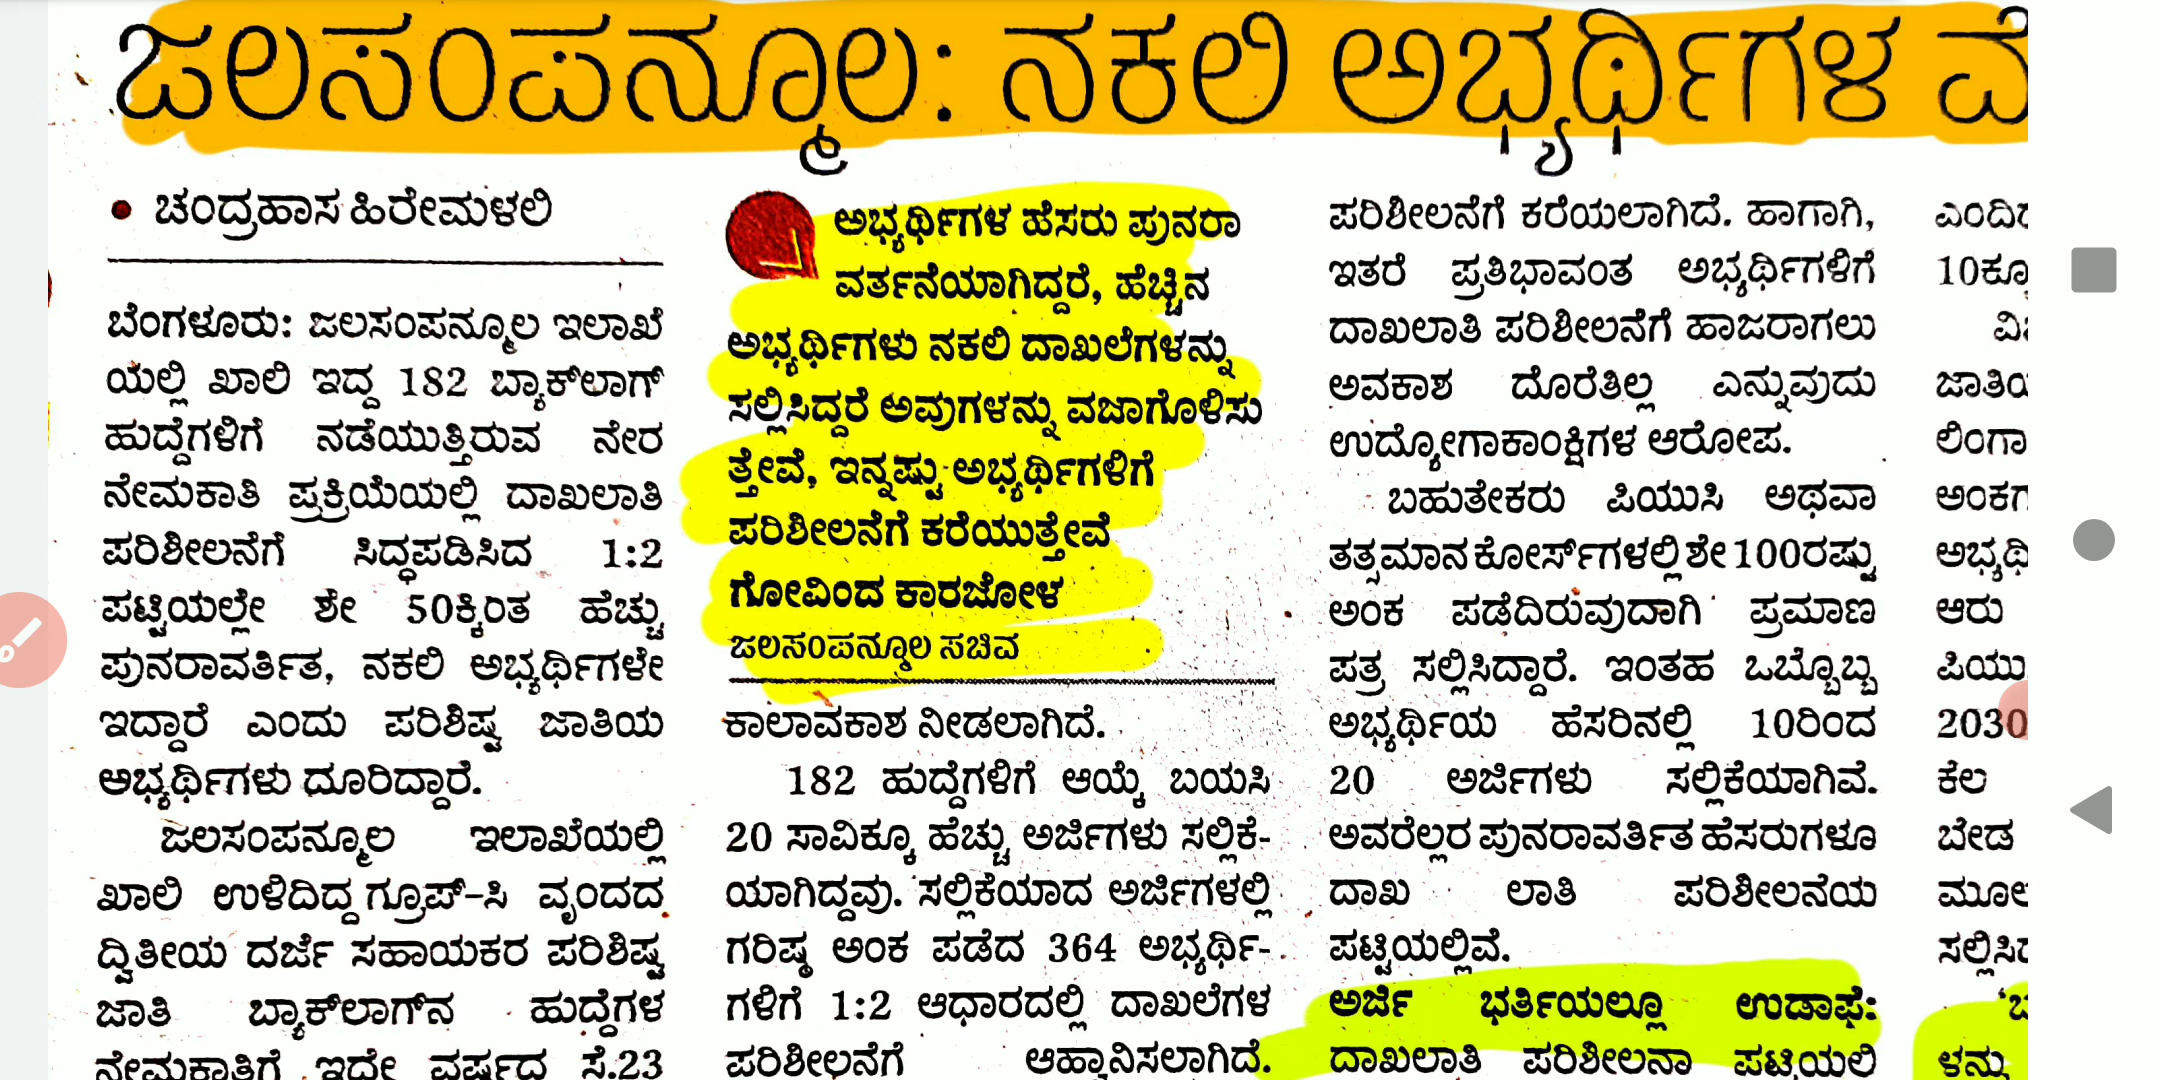 ಜಲಸಂಪನ್ಮೂಲ: ನಕಲಿ ಅಭ್ಯರ್ಥಿಗಳ
• ಚಂದ್ರಹಾಸ ಹಿರೇಮಳಲಿ
ಬೆಂಗಳೂರು: ಜಲಸಂಪನ್ಮೂಲ ಇಲಾಖೆ
ಯಲ್ಲಿ ಖಾಲಿ ಇದ್ದ 182 ಬ್ಯಾಕ್‌ಲಾಗ್
ಹುದ್ದೆಗಳಿಗೆ ನಡೆಯುತ್ತಿರುವ ನೇರ
ನೇಮಕಾತಿ ಪ್ರಕ್ರಿಯೆಯಲ್ಲಿ ದಾಖಲಾತಿ
ಪರಿಶೀಲನೆಗೆ ಸಿದ್ಧಪಡಿಸಿದ 1:2
ಪಟ್ಟಿಯಲ್ಲೇ ಶೇ 50ಕ್ಕಿಂತ ಹೆಚ್ಚು
ಪುನರಾವರ್ತಿತ, ನಕಲಿ ಅಭ್ಯರ್ಥಿಗಳೇ
ಇದ್ದಾರೆ ಎಂದು ಪರಿಶಿಷ್ಟ ಜಾತಿಯ
ಅಭ್ಯರ್ಥಿಗಳು ದೂರಿದ್ದಾರೆ.
ಜಲಸಂಪನ್ಮೂಲ ಇಲಾಖೆಯಲ್ಲಿ
ಖಾಲಿ ಉಳಿದಿದ್ದ ಗ್ರೂಪ್-ಸಿ ವೃಂದದ
ದ್ವಿತೀಯ ದರ್ಜೆ ಸಹಾಯಕರ ಪರಿಶಿಷ್ಟ
ಜಾತಿ ಬ್ಯಾಕ್‌ಲಾಗ್‌ನ ಹುದ್ದೆಗಳ
ನೇಮಕಾತಿಗೆ ಇದೇ ವರ್ಷದ ಸೆ.23
ಅಭ್ಯರ್ಥಿಗಳ ಹೆಸರು ಪುನರಾ
ವರ್ತನೆಯಾಗಿದ್ದರೆ, ಹೆಚ್ಚಿನ
ಅಭ್ಯರ್ಥಿಗಳು ನಕಲಿ ದಾಖಲೆಗಳನ್ನು
ಸಲ್ಲಿಸಿದ್ದರೆ ಅವುಗಳನ್ನು ವಜಾಗೊಳಿಸು
ತ್ತೇವೆ, ಇನ್ನಷ್ಟು ಅಭ್ಯರ್ಥಿಗಳಿಗೆ
ಪರಿಶೀಲನೆಗೆ ಕರೆಯುತ್ತೇವೆ
ಗೋವಿಂದ ಕಾರಜೋಳ
ಜಲಸಂಪನ್ಮೂಲ ಸಚಿವ
ಕಾಲಾವಕಾಶ ನೀಡಲಾಗಿದೆ.
182 ಹುದ್ದೆಗಳಿಗೆ ಆಯ್ಕೆ ಬಯಸಿ
20 ಸಾವಿಕ್ಕೂ ಹೆಚ್ಚು ಅರ್ಜಿಗಳು ಸಲ್ಲಿಕೆ-
ಯಾಗಿದ್ದವು. ಸಲ್ಲಿಕೆಯಾದ ಅರ್ಜಿಗಳಲ್ಲಿ
ಗರಿಷ್ಠ ಅಂಕ ಪಡೆದ 364 ಅಭ್ಯರ್ಥಿ-
ಗಳಿಗೆ 1:2 ಆಧಾರದಲ್ಲಿ ದಾಖಲೆಗಳ
ಪರಿಶೀಲನೆಗೆ ಆಹ್ವಾನಿಸಲಾಗಿದೆ.
ಪರಿಶೀಲನೆಗೆ ಕರೆಯಲಾಗಿದೆ. ಹಾಗಾಗಿ,
ಇತರೆ ಪ್ರತಿಭಾವಂತ ಅಭ್ಯರ್ಥಿಗಳಿಗೆ
ದಾಖಲಾತಿ ಪರಿಶೀಲನೆಗೆ ಹಾಜರಾಗಲು
ಅವಕಾಶ ದೊರೆತಿಲ್ಲ ಎನ್ನುವುದು
ಉದ್ಯೋಗಾಕಾಂಕ್ಷಿಗಳ ಆರೋಪ.
ಬಹುತೇಕರು ಪಿಯುಸಿ ಅಥವಾ
ತತ್ಸಮಾನ ಕೋರ್ಸ್‌ಗಳಲ್ಲಿ ಶೇ 100ರಷ್ಟು
ಅಂಕ ಪಡೆದಿರುವುದಾಗಿ ಪ್ರಮಾಣ
ಪತ್ರ ಸಲ್ಲಿಸಿದ್ದಾರೆ. ಇಂತಹ ಒಬ್ಬೊಬ್ಬ
ಅಭ್ಯರ್ಥಿಯ ಹೆಸರಿನಲ್ಲಿ 10ರಿಂದ
20 ಅರ್ಜಿಗಳು ಸಲ್ಲಿಕೆಯಾಗಿವೆ.
ಅವರೆಲ್ಲರ ಪುನರಾವರ್ತಿತ ಹೆಸರುಗಳೂ
ದಾಖ ಲಾತಿ ಪರಿಶೀಲನೆಯ
ಪಟ್ಟಿಯಲ್ಲಿವೆ.
ಅರ್ಜಿ ಭರ್ತಿಯಲ್ಲೂ ಉಡಾಫೆ:
ದಾಖಲಾತಿ ಪರಿಶೀಲನಾ ಪಟ್ಟಿಯಲಿ
ಆರು
2030
ಕೆಲ
ಬೇಡ
ಳನ್ನು